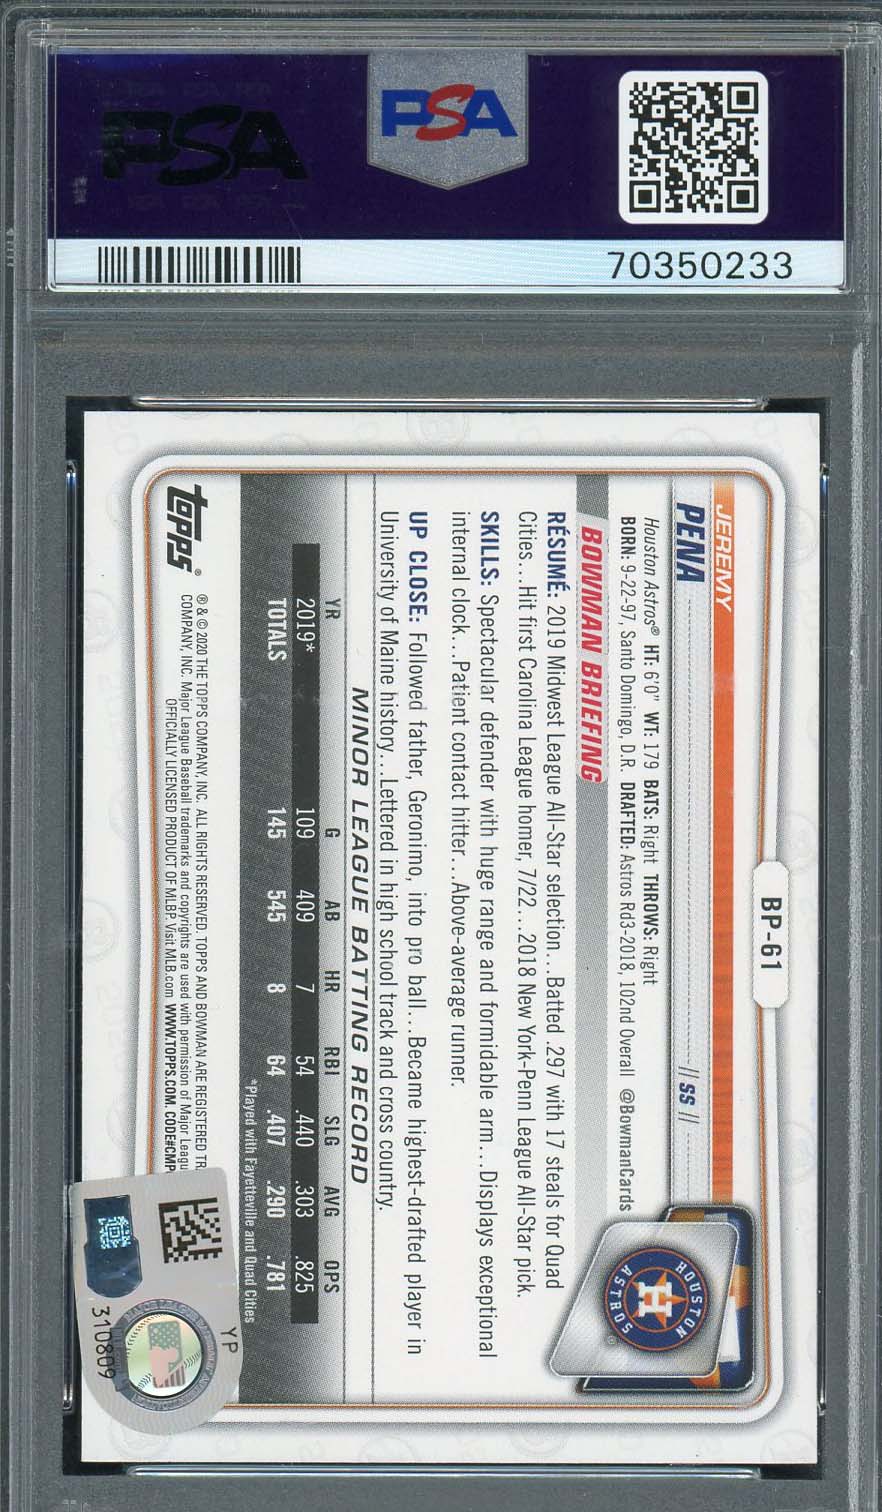 PSA
PSA
70350233
BP-61
JEREMY
PENA
// SS //
Houston Astros® HT: 6'0" WT: 179 BATS: Right THROWS: Right
BORN: 9-22-97, Santo Domingo, D.R. DRAFTED: Astros Rd3-2018, 102nd Overall @BowmanCards
HOUSTON
H
ASTROS
BOWMAN BRIEFING
RÉSUMÉ: 2019 Midwest League All-Star selection...Batted .297 with 17 steals for Quad
Cities...Hit first Carolina League homer, 7/22...2018 New York-Penn League All-Star pick.
SKILLS: Spectacular defender with huge range and formidable arm...Displays exceptional
internal clock...Patient contact hitter...Above-average runner.
UP CLOSE: Followed father, Geronimo, into pro ball...Became highest-drafted player in
University of Maine history...Lettered in high school track and cross country.
MINOR LEAGUE BATTING RECORD
YR G AB HR RBI SLG AVG OPS
2019* 109 409 7 54 .440 .303 .825
TOTALS 145 545 8 64 .407 .290 .781
*Played with Fayetteville and Quad Cities
Topps®
® & © 2020 THE TOPPS COMPANY, INC. ALL RIGHTS RESERVED. TOPPS AND BOWMAN ARE REGISTERED TR
COMPANY, INC. Major League Baseball trademarks and copyrights are used with permission of Major Leagu
OFFICIALLY LICENSED PRODUCT OF MLBP. Visit MLB.com WWW.TOPPS.COM. CODE#CMP
YP
310809